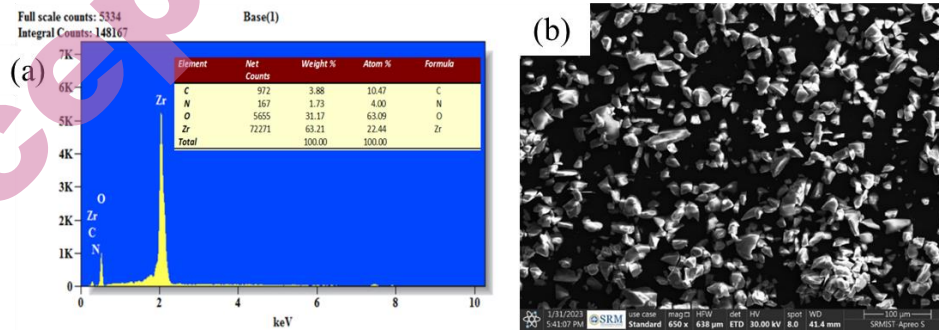 Full scale counts: 5334
Base(1)
Integral Counts: 148167
(a)
7K
6K
5K
4K
3K
2K
1K
0
Zr
O
Zr
C
N
Element Net Counts Weight % Atom % Formula
C 972 3.88 10.47 C
N 167 1.73 4.00 N
O 5655 31.17 63.09 O
Zr 72271 63.21 22.44 Zr
Total 100.00 100.00
0 2 4 6 8 10
keV
(b)
1/31/2023 use case mag HFW det HV spot WD 100 µm
5:41:07 PM SRM Standard 650 x 638 µm ETD 30.00 kV 8.0 41.4 mm SRMIST-Apreo S
cep